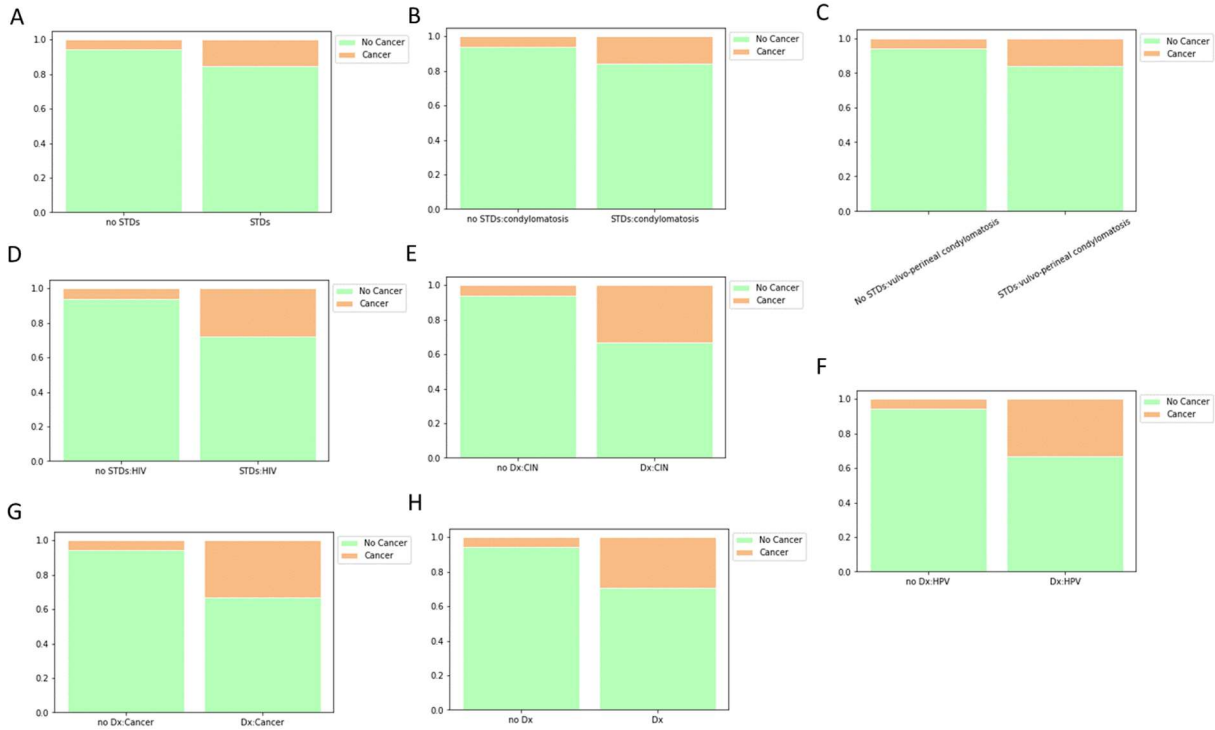 A
1.0
0.8
0.6
0.4
0.2
0.0
no STDs
STDs
No Cancer
Cancer
B
1.0
0.8
0.6
0.4
0.2
0.0
no STDs:condylomatosis
STDs:condylomatosis
No Cancer
Cancer
C
1.0
0.8
0.6
0.4
0.2
0.0
No STDs:vulvo-perineal condylomatosis
STDs:vulvo-perineal condylomatosis
No Cancer
Cancer
D
1.0
0.8
0.6
0.4
0.2
0.0
no STDs:HIV
STDs:HIV
No Cancer
Cancer
E
1.0
0.8
0.6
0.4
0.2
0.0
no Dx:CIN
Dx:CIN
No Cancer
Cancer
F
1.0
0.8
0.6
0.4
0.2
0.0
no Dx:HPV
Dx:HPV
No Cancer
Cancer
G
1.0
0.8
0.6
0.4
0.2
0.0
no Dx:Cancer
Dx:Cancer
No Cancer
Cancer
H
1.0
0.8
0.6
0.4
0.2
0.0
no Dx
Dx
No Cancer
Cancer